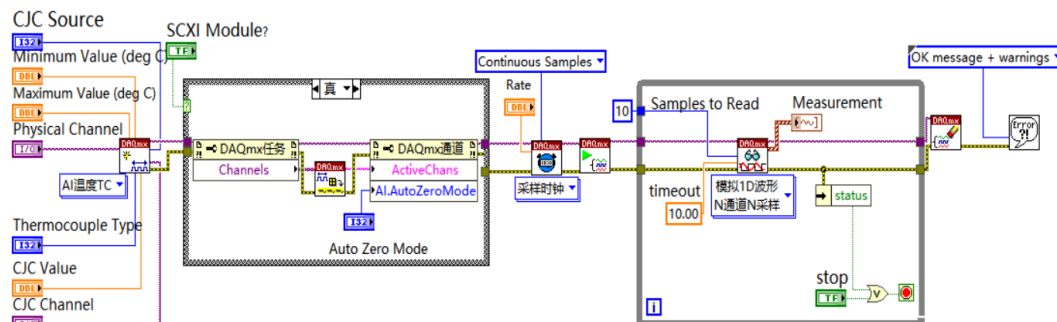 CJC Source
I32
Minimum Value (deg C)
DBL
Maximum Value (deg C)
DBL
Physical Channel
I/O
DAQmx
AI温度TC
Thermocouple Type
I32
CJC Value
DBL
CJC Channel
SCXI Module?
TF
真
?
DAQmx任务
Channels
DAQmx
DAQmx通道
ActiveChans
AI.AutoZeroMode
I32
Auto Zero Mode
Continuous Samples
Rate
DBL
DAQmx
采样时钟
DAQmx
10
Samples to Read
Measurement
DAQmx
timeout
10.00
模拟1D波形
N通道N采样
status
stop
TF
i
OK message + warnings
DAQmx
Error
?!